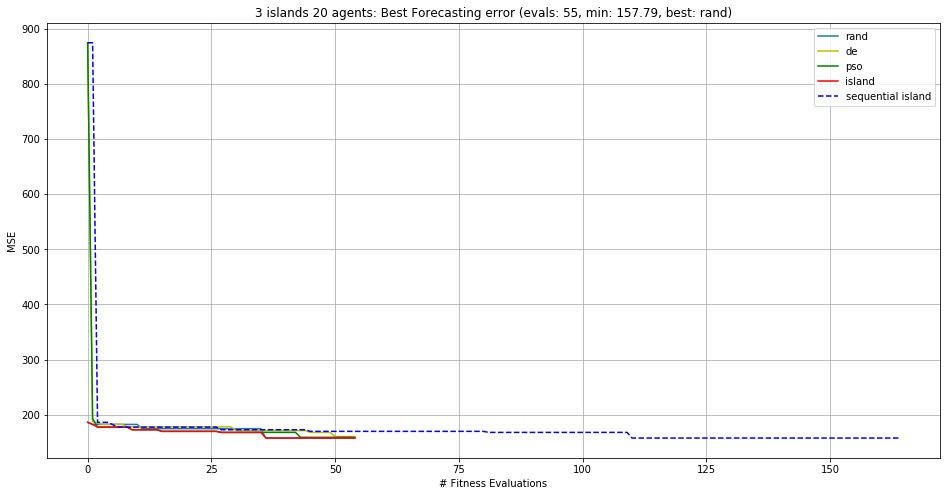 3 islands 20 agents: Best Forecasting error (evals: 55, min: 157.79, best: rand)
900
800
700
600
500
400
300
200
MSE
rand
de
pso
island
sequential island
0 25 50 75 100 125 150
# Fitness Evaluations